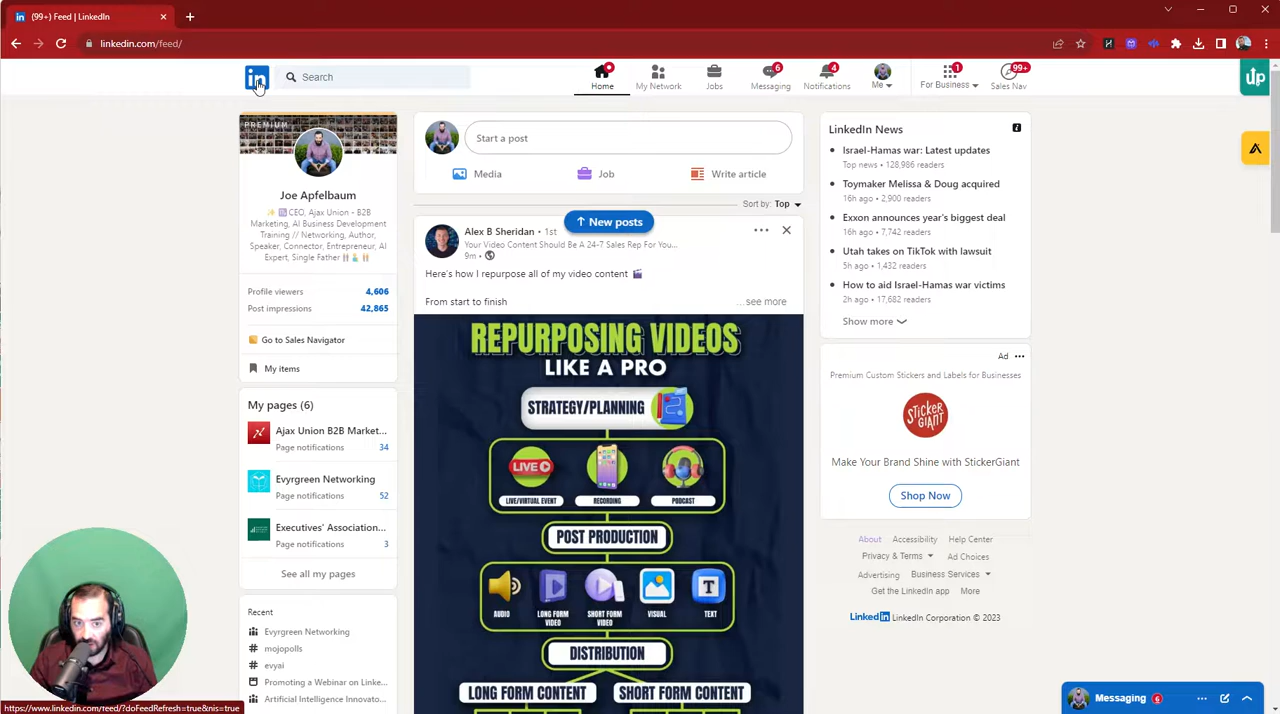 (99+) Feed | LinkedIn
linkedin.com/feed/
in
Search
Home
My Network
Jobs
6
Messaging
4
Notifications
Me
1
For Business
99+
Sales Nav
up
PREMIUM
Joe Apfelbaum
CEO, Ajax Union - B2B
Marketing, AI Business Development
Training // Networking, Author,
Speaker, Connector, Entrepreneur, AI
Expert, Single Father
Profile viewers 4,606
Post impressions 42,865
Go to Sales Navigator
My items
My pages (6)
Ajax Union B2B Market...
Page notifications 34
Evyrgreen Networking
Page notifications 52
Executives' Association...
Page notifications 3
See all my pages
Recent
Evyrgreen Networking
# mojopolls
# evyai
Promoting a Webinar on Linke...
Artificial Intelligence Innovato...
Start a post
Media
Job
Write article
Sort by: Top
↑ New posts
Alex B Sheridan • 1st
Your Video Content Should Be A 24-7 Sales Rep For You...
9m •
Here's how I repurpose all of my video content
From start to finish
...see more
REPURPOSING VIDEOS
LIKE A PRO
STRATEGY/PLANNING
LIVE
LIVE/VIRTUAL EVENT
RECORDING
PODCAST
POST PRODUCTION
AUDIO
LONG FORM
VIDEO
SHORT FORM
VIDEO
VISUAL
T
TEXT
DISTRIBUTION
LONG FORM CONTENT
SHORT FORM CONTENT
LinkedIn News
Israel-Hamas war: Latest updates
Top news • 128,986 readers
Toymaker Melissa & Doug acquired
16h ago • 2,900 readers
Exxon announces year's biggest deal
16h ago • 7,742 readers
Utah takes on TikTok with lawsuit
5h ago • 1,432 readers
How to aid Israel-Hamas war victims
2h ago • 17,682 readers
Show more
Ad
Premium Custom Stickers and Labels for Businesses
STICKER
GIANT
Make Your Brand Shine with StickerGiant
Shop Now
About Accessibility Help Center
Privacy & Terms Ad Choices
Advertising Business Services
Get the LinkedIn app More
LinkedIn LinkedIn Corporation © 2023
Messaging 6
https://www.linkedin.com/feed/?doFeedRefresh=true&nis=true